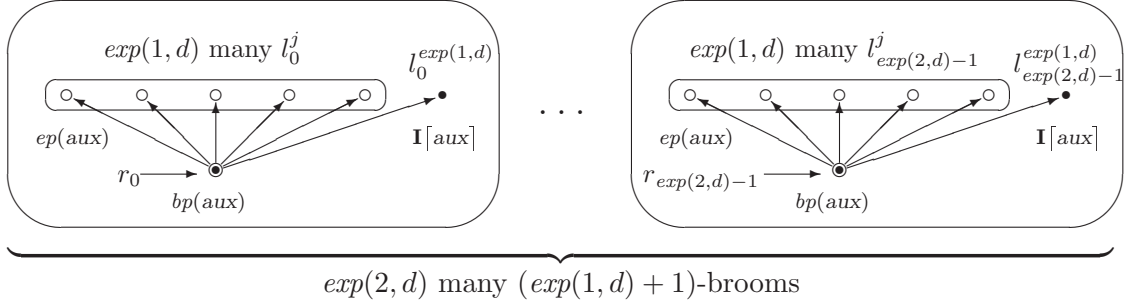 exp(1, d) many l_0^j
l_0^{exp(1,d)}
ep(aux)
I⌈aux⌉
r_0
bp(aux)
· · ·
exp(1, d) many l_{exp(2,d)−1}^j
l_{exp(2,d)−1}^{exp(1,d)}
ep(aux)
I⌈aux⌉
r_{exp(2,d)−1}
bp(aux)
exp(2, d) many (exp(1, d) + 1)-brooms